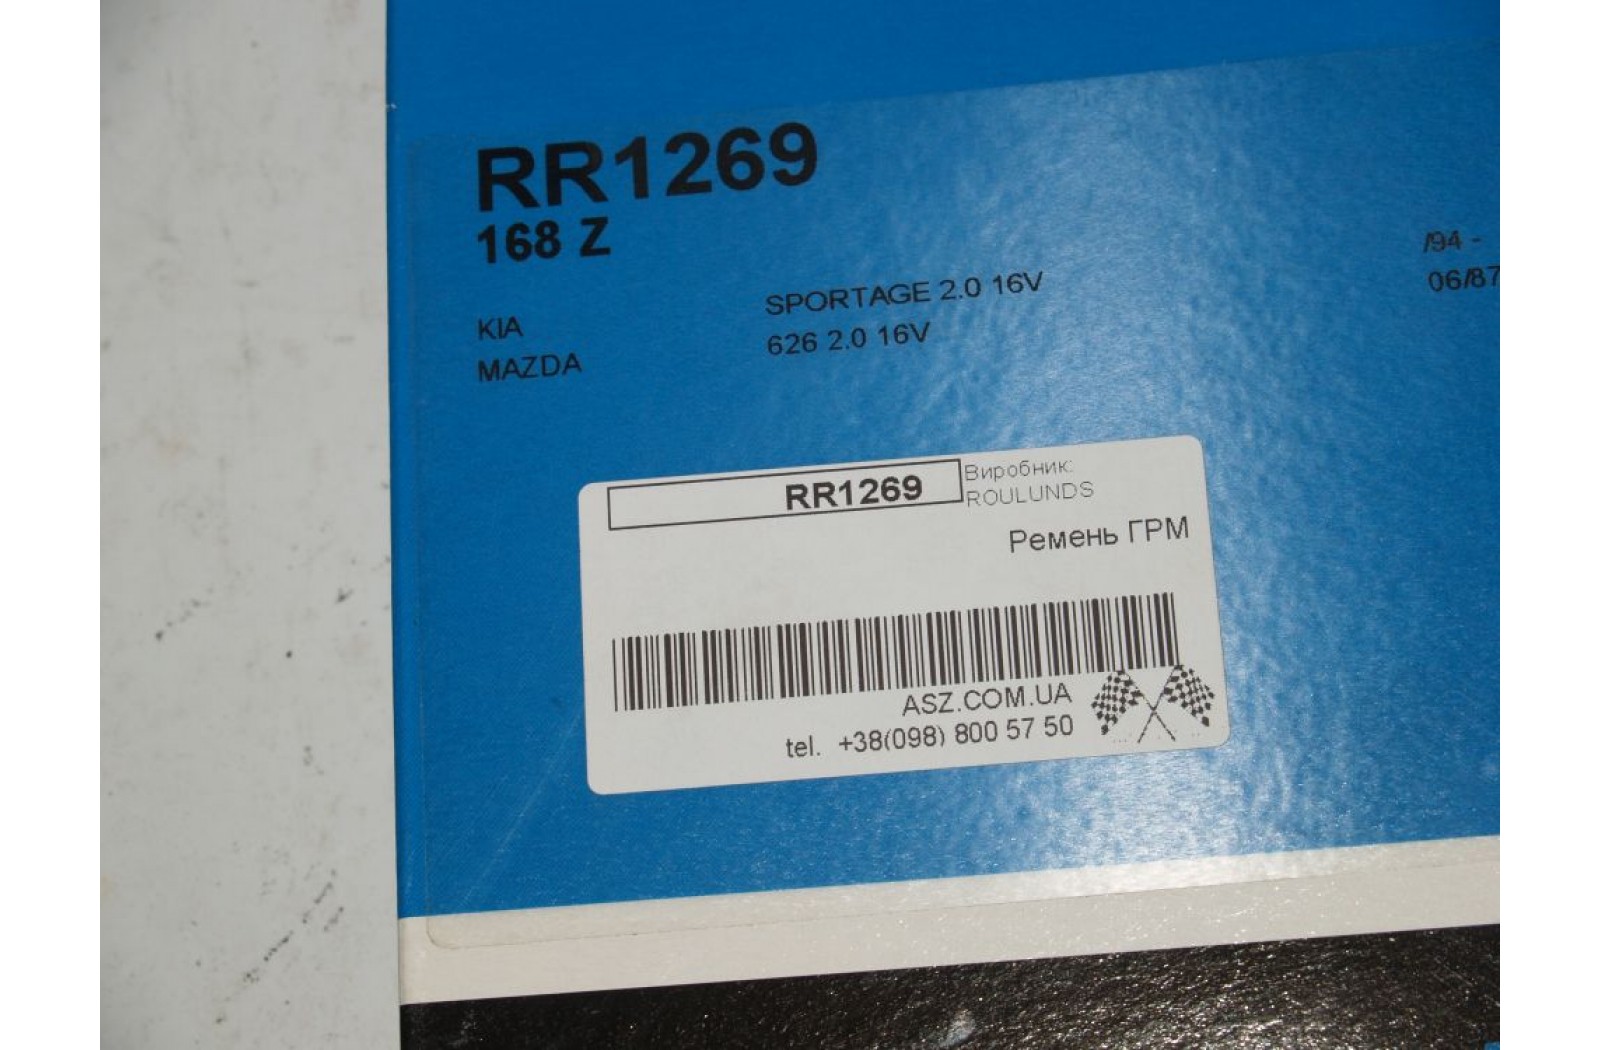 RR1269
168 Z
KIA SPORTAGE 2.0 16V /94 -
MAZDA 626 2.0 16V 06/87
RR1269
Виробник:
ROULUNDS
Ремень ГРМ
ASZ.COM.UA
tel. +38(098) 800 57 50